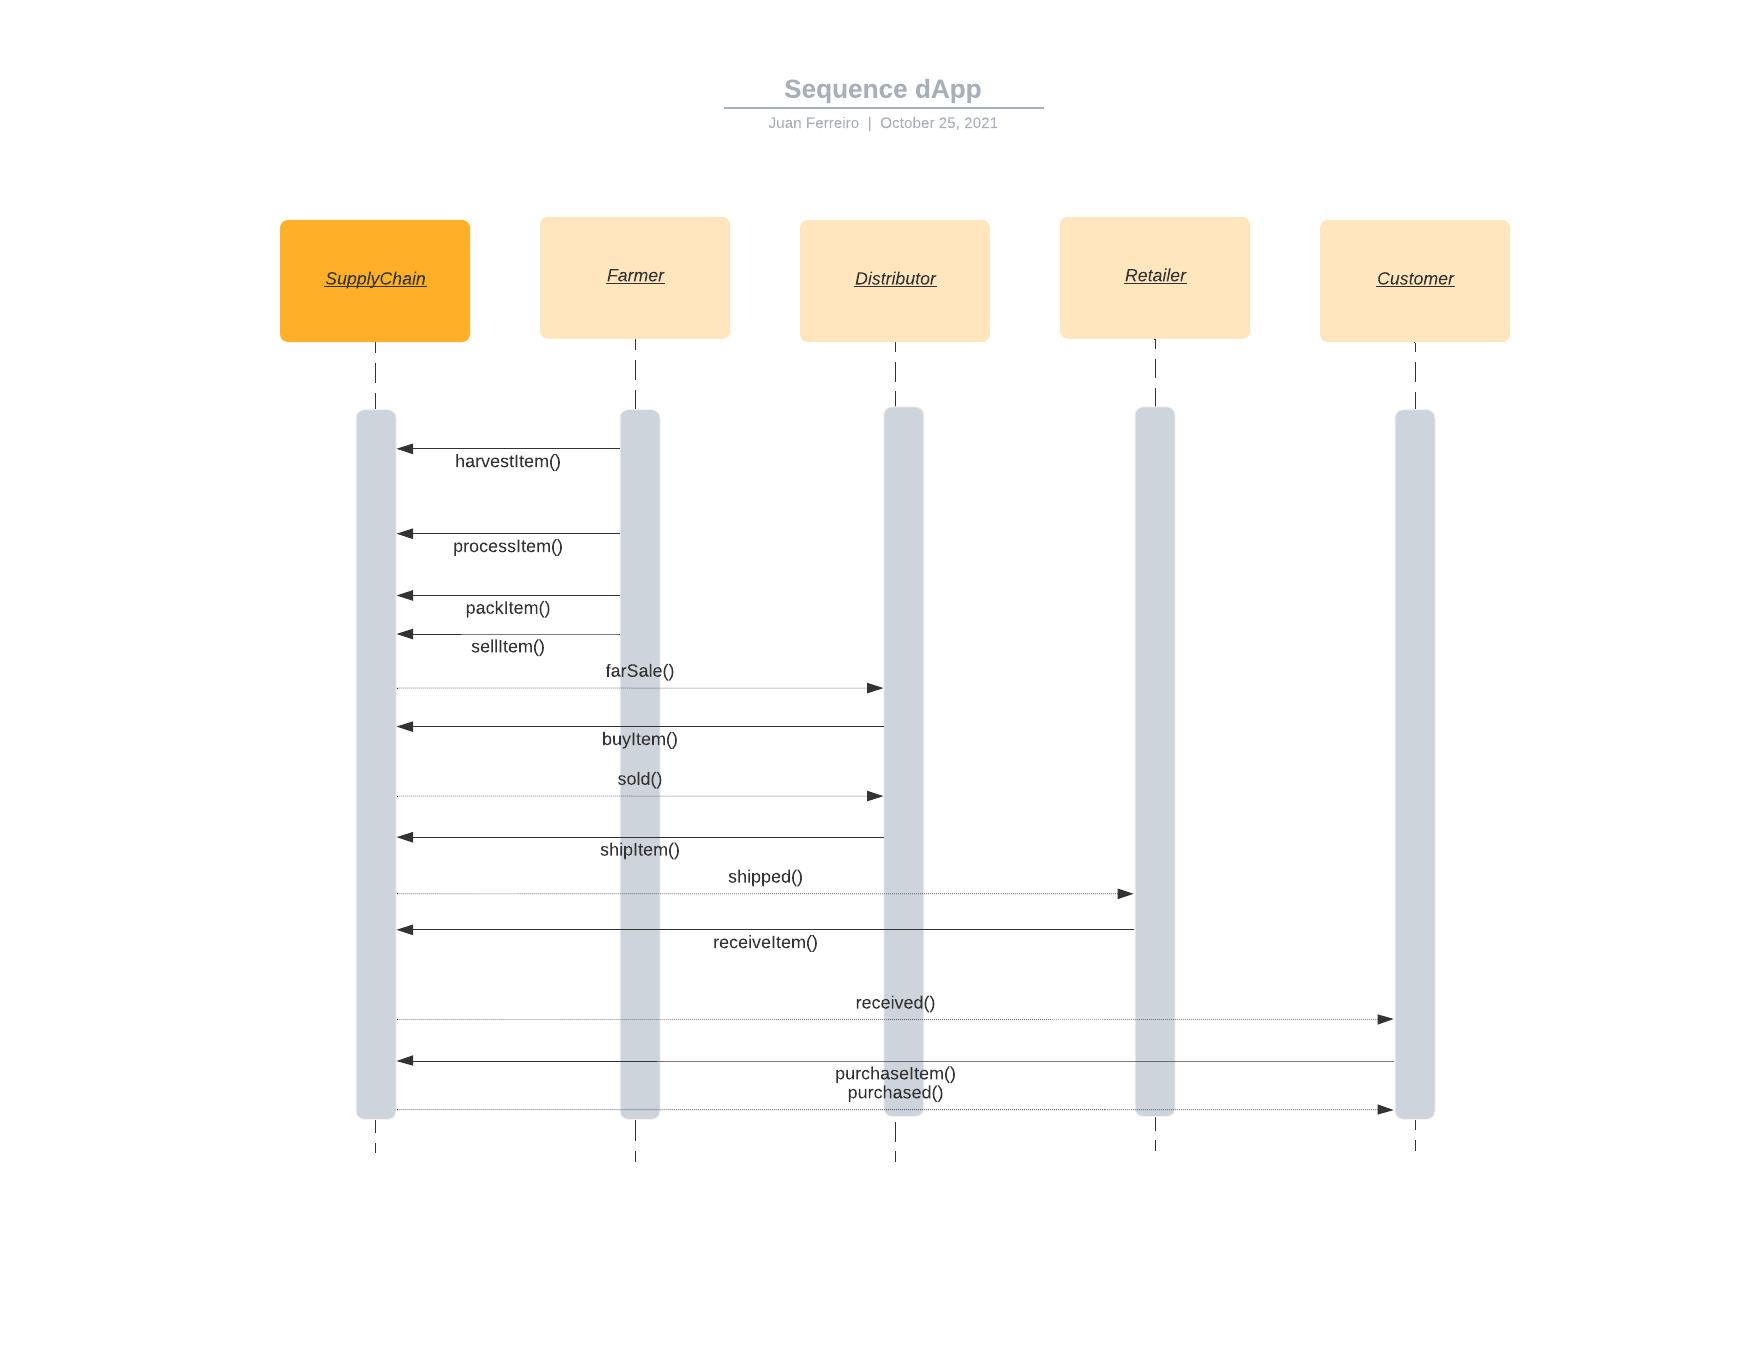 Sequence dApp
Juan Ferreiro | October 25, 2021
SupplyChain
Farmer
Distributor
Retailer
Customer
harvestItem()
processItem()
packItem()
sellItem()
farSale()
buyItem()
sold()
shipItem()
shipped()
receiveItem()
received()
purchaseItem()
purchased()